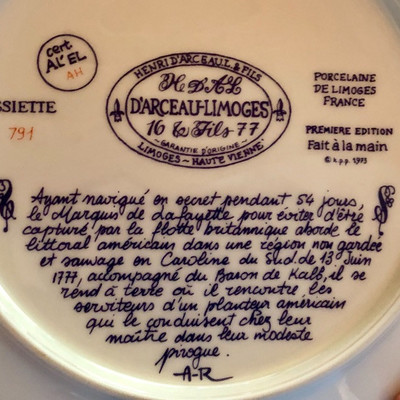 cert
AL'EL
AH
SSIETTE
791
HENRI D'ARCEAU & FILS
H D'AL
D'ARCEAU-LIMOGES
16 & Fils 77
~GARANTIE D'ORIGINE~
LIMOGES ~ HAUTE VIENNE
PORCELAINE
DE LIMOGES
FRANCE
PREMIÈRE EDITION
Fait à la main
© k.p.p. 1973
Ayant navigué en secret pendant 54 jours,
le Marquis de Lafayette pour éviter d'être
capturé par la flotte britannique aborde le
littoral américain dans une région non gardée
et sauvage en Caroline du Sud. le 13 Juin
1777, accompagné du Baron de Kalb, il se
rend à terre où il rencontre les
serviteurs d'un planteur américain
qui le conduisent chez leur
maître dans leur modeste
pirogue.
A-R